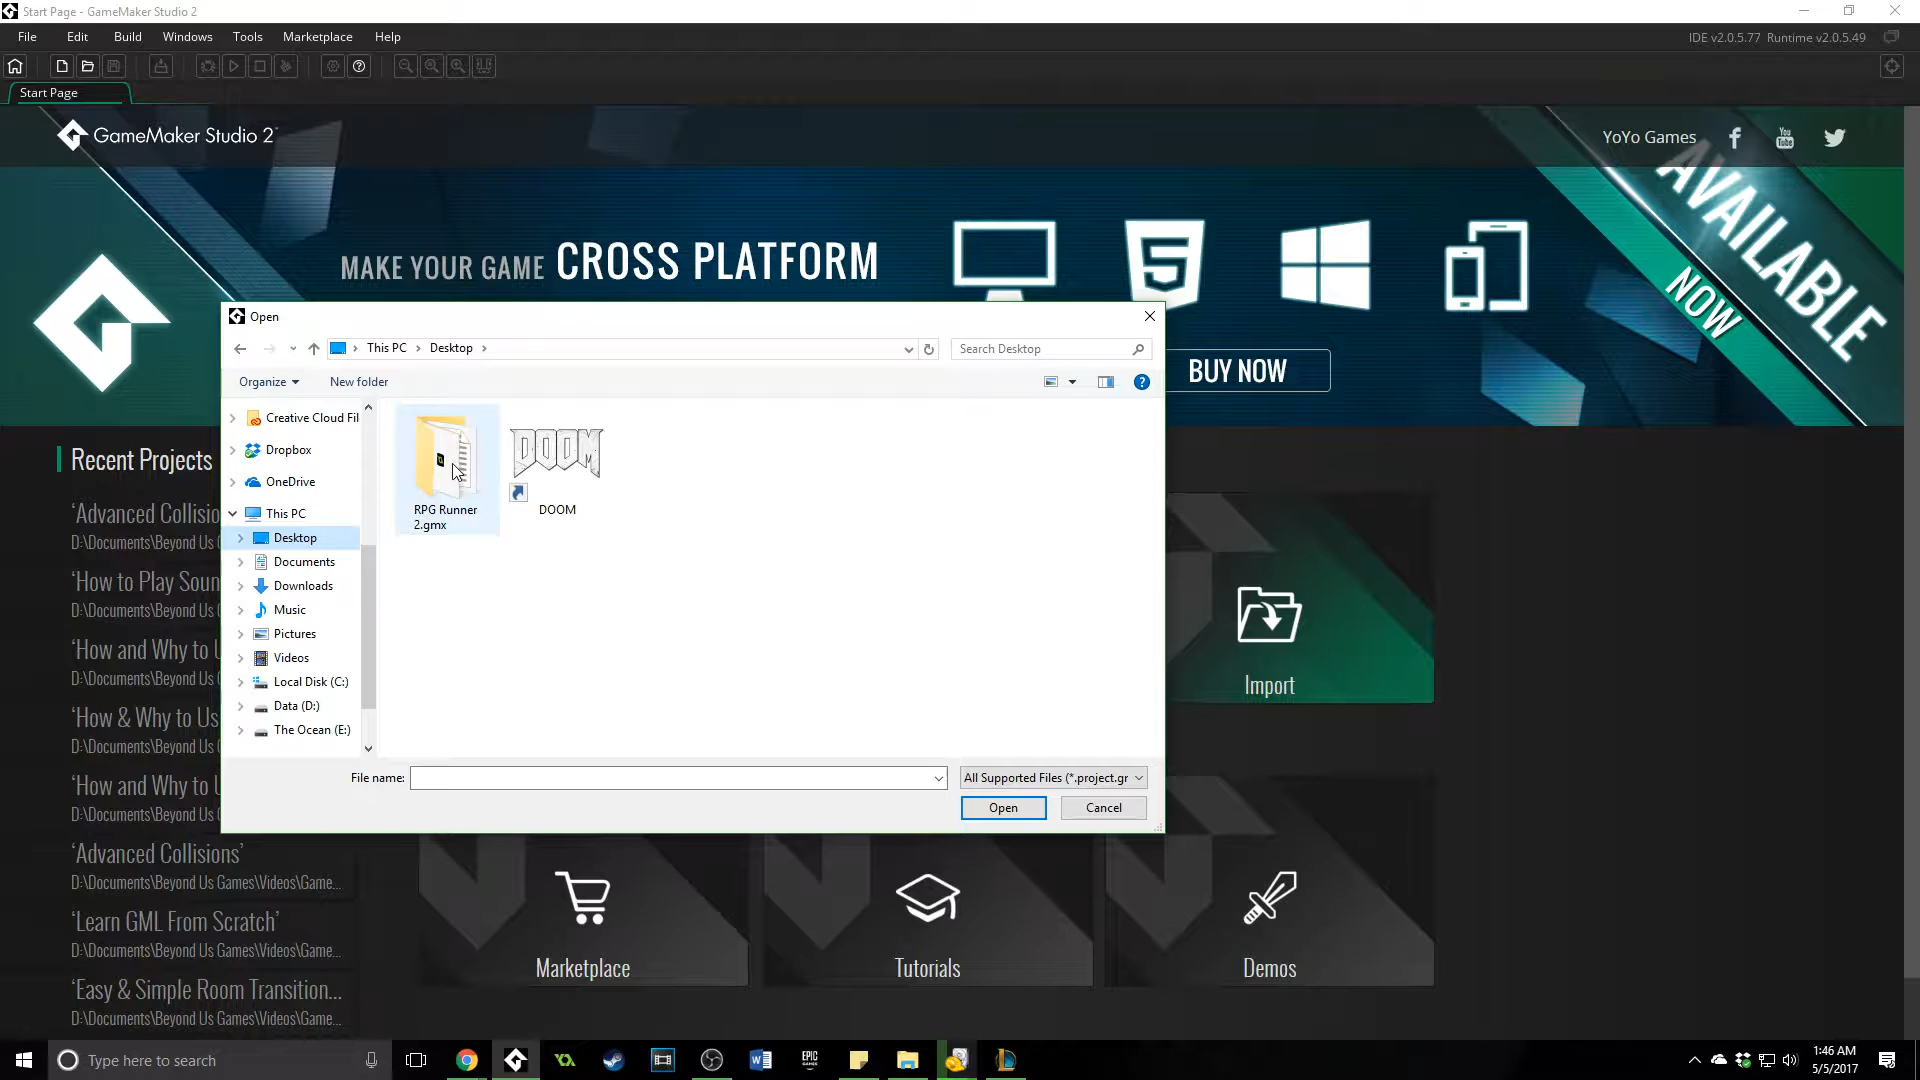 Start Page - GameMaker Studio 2
File Edit Build Windows Tools Marketplace Help
IDE v2.0.5.77 Runtime v2.0.5.49
Start Page
GameMaker Studio 2
YoYo Games
You Tube
AVAILABLE
NOW
MAKE YOUR GAME CROSS PLATFORM
BUY NOW
Open
This PC Desktop
Search Desktop
Organize New folder
Creative Cloud Fil
Dropbox
OneDrive
This PC
Desktop
Documents
Downloads
Music
Pictures
Videos
Local Disk (C:)
Data (D:)
The Ocean (E:)
RPG Runner
2.gmx
DOOM
DOOM
File name:
All Supported Files (*.project.gr
Open Cancel
Recent Projects
‘Advanced Collisio
D:\Documents\Beyond Us
‘How to Play Soun
D:\Documents\Beyond Us
‘How and Why to U
D:\Documents\Beyond Us
‘How & Why to Us
D:\Documents\Beyond Us
‘How and Why to U
D:\Documents\Beyond Us
‘Advanced Collisions’
D:\Documents\Beyond Us Games\Videos\Game...
‘Learn GML From Scratch’
D:\Documents\Beyond Us Games\Videos\Game...
‘Easy & Simple Room Transition...
D:\Documents\Beyond Us Games\Videos\Game...
Import
Marketplace
Tutorials
Demos
Type here to search
EPIC
GAMES
1:46 AM
5/5/2017